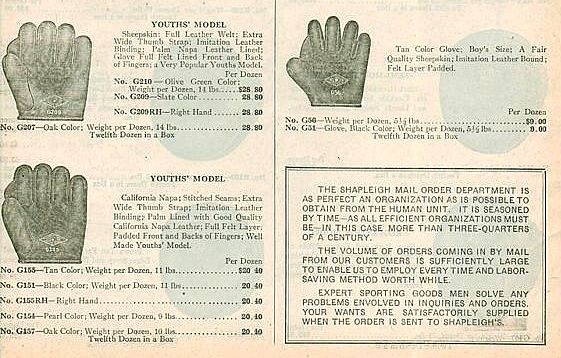 YOUTHS' MODEL
Sheepskin: Full Leather Welt; Extra
Wide Thumb Strap; Imitation Leather
Binding; Palm Napa Leather Lined;
Glove Full Felt Lined Front and Back
of Fingers; a Very Popular Youths Model.
Per Dozen
No. G210 — Olive Green Color;
Weight per Dozen, 14 lbs.....$28.80
No. G209—Slate Color............ 28.80
No. G209RH—Right Hand........ 28.80
No. G207—Oak Color; Weight per Dozen, 14 lbs.................. 28.80
Twelfth Dozen in a Box
YOUTHS' MODEL
California Napa; Stitched Seams; Extra
Wide Thumb Strap; Imitation Leather
Binding; Palm Lined with Good Quality
California Napa Leather; Full Felt Layer;
Padded Front and Backs of Fingers; Well
Made Youths' Model.
Per Dozen
No. G155—Tan Color; Weight per Dozen, 11 lbs..................$20.40
No. G151—Black Color; Weight per Dozen, 11 lbs................ 20.40
No. G155RH—Right Hand........................................ 20.40
No. G154—Pearl Color; Weight per Dozen, 9 lbs................. 20.40
No. G157—Oak Color; Weight per Dozen, 10 lbs.................. 20.40
Twelfth Dozen in a Box
Tan Color Glove; Boy's Size; A Fair
Quality Sheepskin; Imitation Leather Bound;
Felt Layer Padded.
Per Dozen
No. G50—Weight per Dozen, 5½ lbs..............................$9.00
No. G51—Glove, Black Color; Weight per Dozen, 5½ lbs.......... 9.00
Twelfth Dozen in a Box
THE SHAPLEIGH MAIL ORDER DEPARTMENT IS
AS PERFECT AN ORGANIZATION AS IS POSSIBLE TO
OBTAIN FROM THE HUMAN UNIT. IT IS SEASONED
BY TIME—AS ALL EFFICIENT ORGANIZATIONS MUST
BE—IN THIS CASE MORE THAN THREE-QUARTERS
OF A CENTURY.
THE VOLUME OF ORDERS COMING IN BY MAIL
FROM OUR CUSTOMERS IS SUFFICIENTLY LARGE
TO ENABLE US TO EMPLOY EVERY TIME AND LABOR-
SAVING METHOD WORTH WHILE.
EXPERT SPORTING GOODS MEN SOLVE ANY
PROBLEMS ENVOLVED IN INQUIRIES AND ORDERS.
YOUR WANTS ARE SATISFACTORILY SUPPLIED
WHEN THE ORDER IS SENT TO SHAPLEIGH'S.